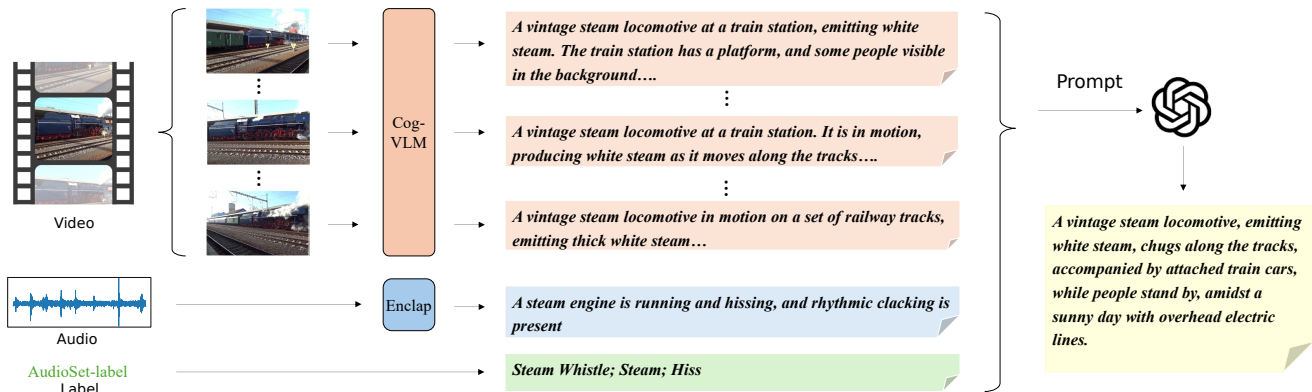 A vintage steam locomotive at a train station, emitting white
steam. The train station has a platform, and some people visible
in the background….
Video
Cog-
VLM
A vintage steam locomotive at a train station. It is in motion,
producing white steam as it moves along the tracks….
A vintage steam locomotive in motion on a set of railway tracks,
emitting thick white steam…
Audio
Enclap
A steam engine is running and hissing, and rhythmic clacking is
present
AudioSet-label
Label
Steam Whistle; Steam; Hiss
Prompt
A vintage steam locomotive, emitting
white steam, chugs along the tracks,
accompanied by attached train cars,
while people stand by, amidst a
sunny day with overhead electric
lines.